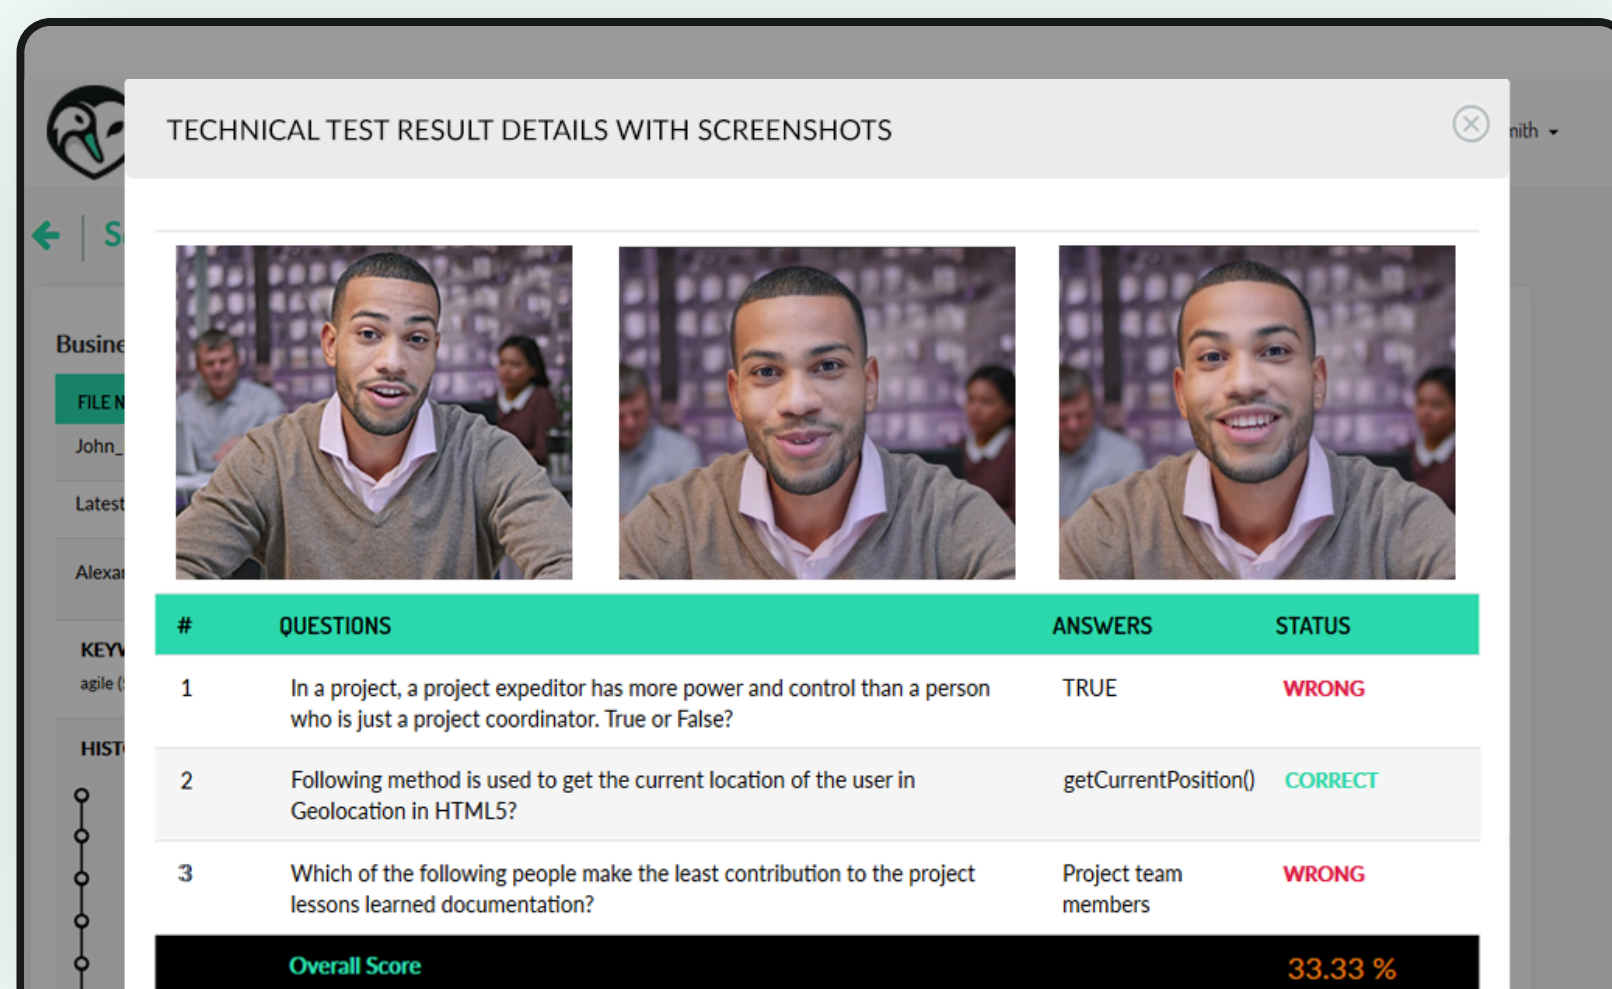 TECHNICAL TEST RESULT DETAILS WITH SCREENSHOTS
FILE N
John_
Latest
KEYW
agile (
HIST
# QUESTIONS ANSWERS STATUS
1 In a project, a project expeditor has more power and control than a person TRUE WRONG
who is just a project coordinator. True or False?
2 Following method is used to get the current location of the user in getCurrentPosition() CORRECT
Geolocation in HTML5?
3 Which of the following people make the least contribution to the project Project team WRONG
lessons learned documentation? members
Overall Score 33.33 %